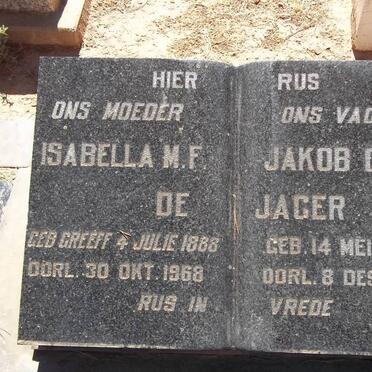 HIER RUS
ONS MOEDER ONS
ISABELLA M.F. JAKOB
DE JAGER
GEB GREEFF 4 JULIE 1888 GEB. 14 MEI
OORL. 30 OKT. 1968 OORL. 8 DES
RUS IN VREDE